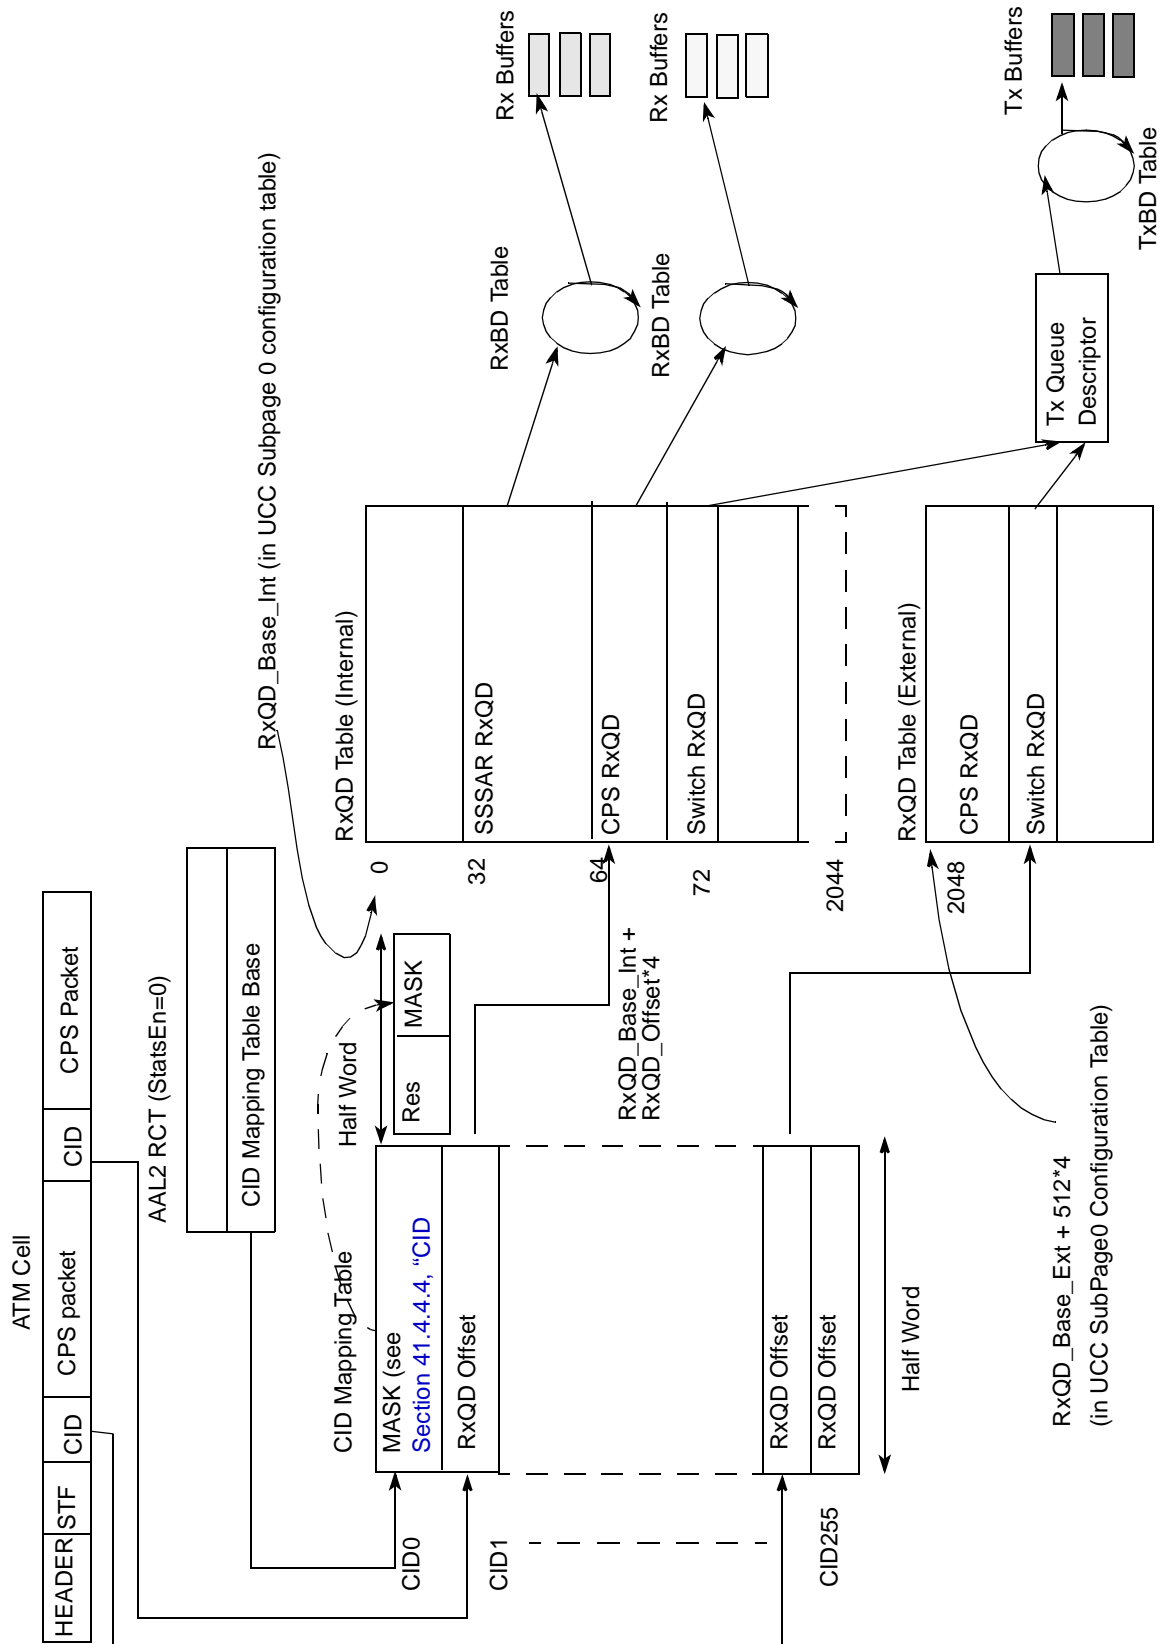 ATM Cell
HEADER
STF
CID
CPS packet
CID
CPS Packet
AAL2 RCT (StatsEn=0)
CID Mapping Table Base
RxQD_Base_Int (in UCC Subpage 0 configuration table)
CID Mapping Table
Half Word
Res
MASK
CID0
MASK (see
Section 41.4.4.4, “CID
CID1
RxQD Offset
RxQD_Base_Int +
RxQD_Offset*4
RxQD Offset
CID255
RxQD Offset
Half Word
RxQD_Base_Ext + 512*4
(in UCC SubPage0 Configuration Table)
RxQD Table (Internal)
0
32
SSSAR RxQD
64
CPS RxQD
72
Switch RxQD
2044
RxQD Table (External)
2048
CPS RxQD
Switch RxQD
RxBD Table
Rx Buffers
RxBD Table
Rx Buffers
Tx Queue
Descriptor
TxBD Table
Tx Buffers